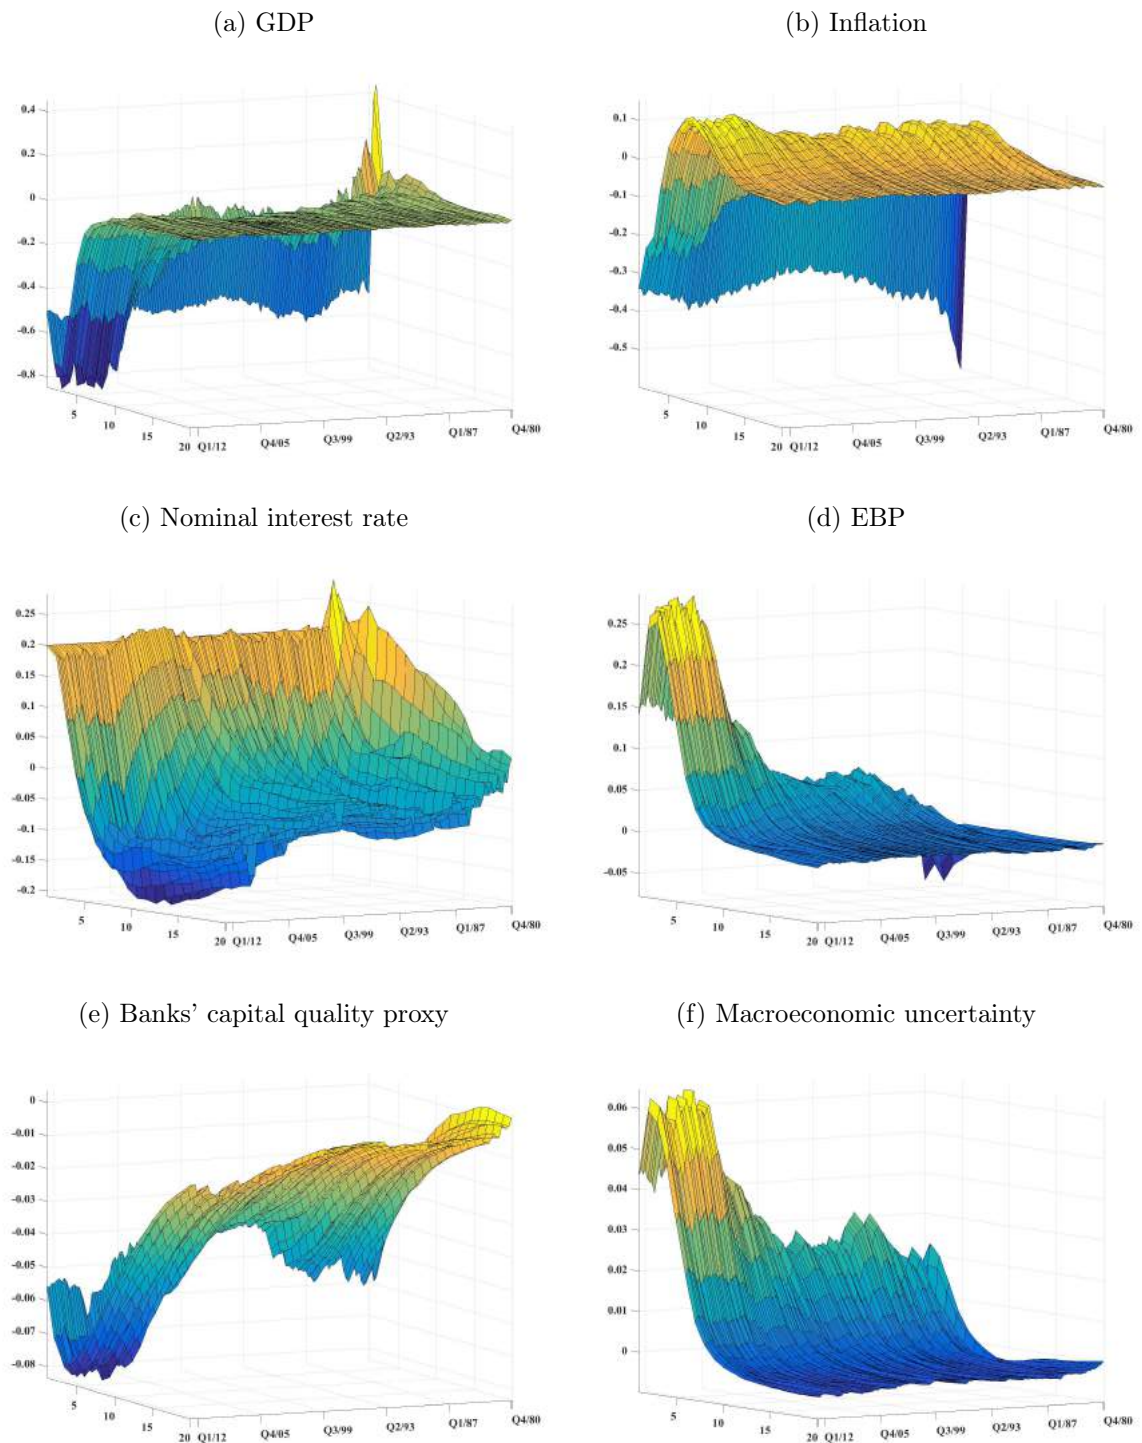 (a) GDP
(b) Inflation
0.4
0.2
0
-0.2
-0.4
-0.6
-0.8
5
10
15
20 Q1/12
Q4/05
Q3/99
Q2/93
Q1/87
Q4/80
0.1
0
-0.1
-0.2
-0.3
-0.4
-0.5
5
10
15
20 Q1/12
Q4/05
Q3/99
Q2/93
Q1/87
Q4/80
(c) Nominal interest rate
(d) EBP
0.25
0.2
0.15
0.1
0.05
0
-0.05
-0.1
-0.15
-0.2
5
10
15
20 Q1/12
Q4/05
Q3/99
Q2/93
Q1/87
Q4/80
0.25
0.2
0.15
0.1
0.05
0
-0.05
5
10
15
20 Q1/12
Q4/05
Q3/99
Q2/93
Q1/87
Q4/80
(e) Banks' capital quality proxy
(f) Macroeconomic uncertainty
0
-0.01
-0.02
-0.03
-0.04
-0.05
-0.06
-0.07
-0.08
5
10
15
20 Q1/12
Q4/05
Q3/99
Q2/93
Q1/87
Q4/80
0.06
0.05
0.04
0.03
0.02
0.01
0
5
10
15
20 Q1/12
Q4/05
Q3/99
Q2/93
Q1/87
Q4/80